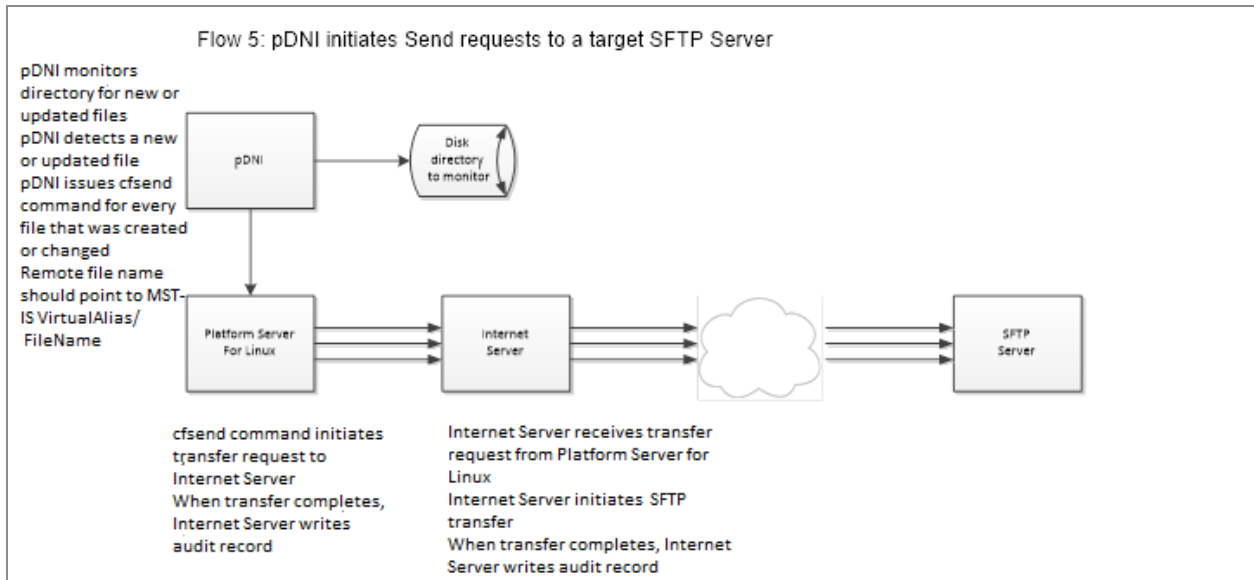 Flow 5: pDNI initiates Send requests to a target SFTP Server
pDNI monitors
directory for new or
updated files
pDNI detects a new
or updated file
pDNI issues cfsend
command for every
file that was created
or changed
Remote file name
should point to MST-
IS VirtualAlias/
FileName
pDNI
Disk
directory
to monitor
Platform Server
For Linux
Internet
Server
SFTP
Server
cfsend command initiates
transfer request to
Internet Server
When transfer completes,
Internet Server writes
audit record
Internet Server receives transfer
request from Platform Server for
Linux
Internet Server initiates SFTP
transfer
When transfer completes, Internet
Server writes audit record